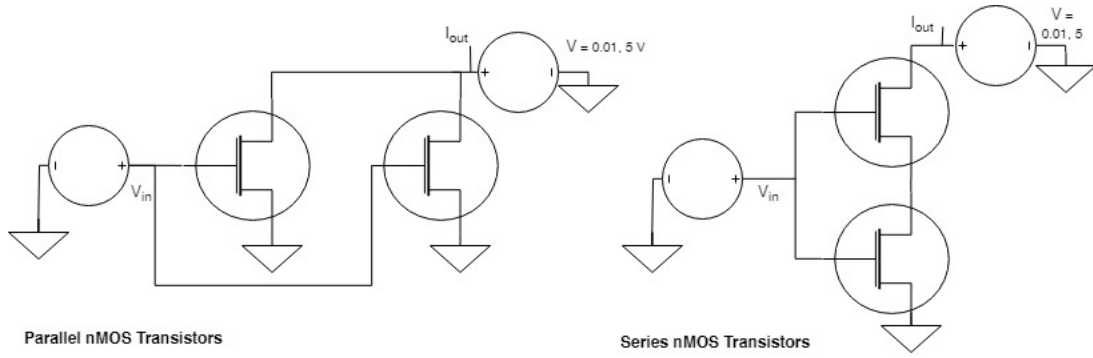 I_out
V = 0.01, 5 V
+
-
-
+
V_in
Parallel nMOS Transistors
I_out
V =
0.01, 5
+
-
-
+
V_in
Series nMOS Transistors